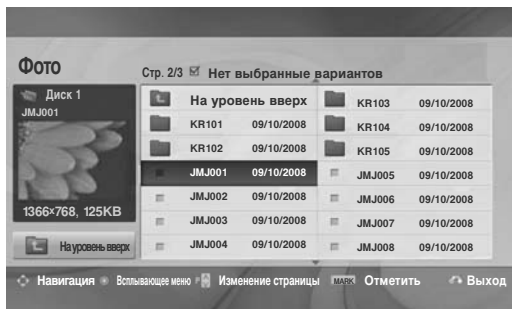 Фото
Стр. 2/3 Нет выбранные вариантов
Диск 1
JMJ001
1366x768, 125KB
На уровень вверх
На уровень вверх
KR101 09/10/2008
KR102 09/10/2008
JMJ001 09/10/2008
JMJ002 09/10/2008
JMJ003 09/10/2008
JMJ004 09/10/2008
KR103 09/10/2008
KR104 09/10/2008
KR105 09/10/2008
JMJ005 09/10/2008
JMJ006 09/10/2008
JMJ007 09/10/2008
JMJ008 09/10/2008
Навигация Всплывающее меню P Изменение страницы MARK Отметить Выход